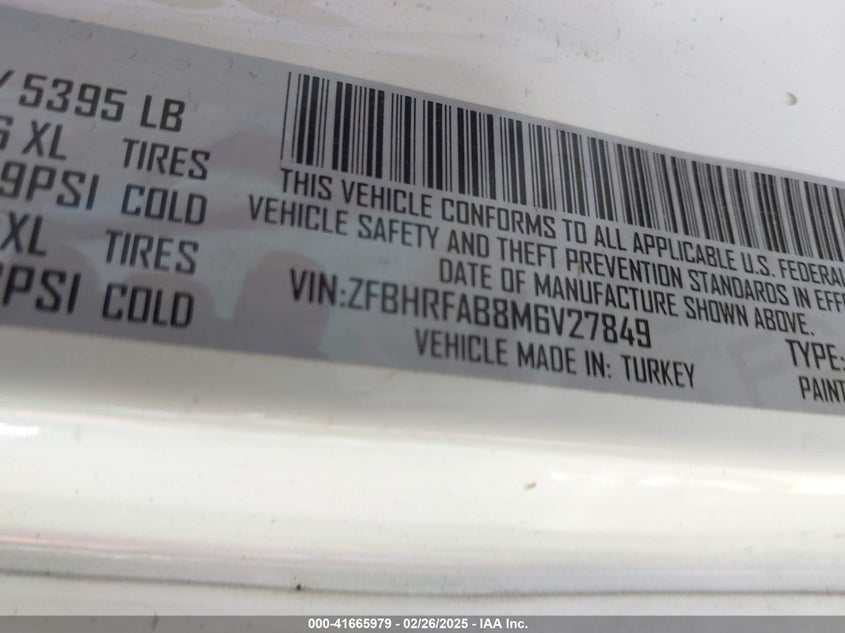 / 5395 LB
XL TIRES
9PSI COLD
XL TIRES
PSI COLD
THIS VEHICLE CONFORMS TO ALL APPLICABLE U.S. FEDERAL
VEHICLE SAFETY AND THEFT PREVENTION STANDARDS IN EFF
DATE OF MANUFACTURE SHOWN ABOVE.
VIN:ZFBHRFAB8M6V27849
TYPE:
VEHICLE MADE IN: TURKEY
PAINT
000-41665979 - 02/26/2025 - IAA Inc.